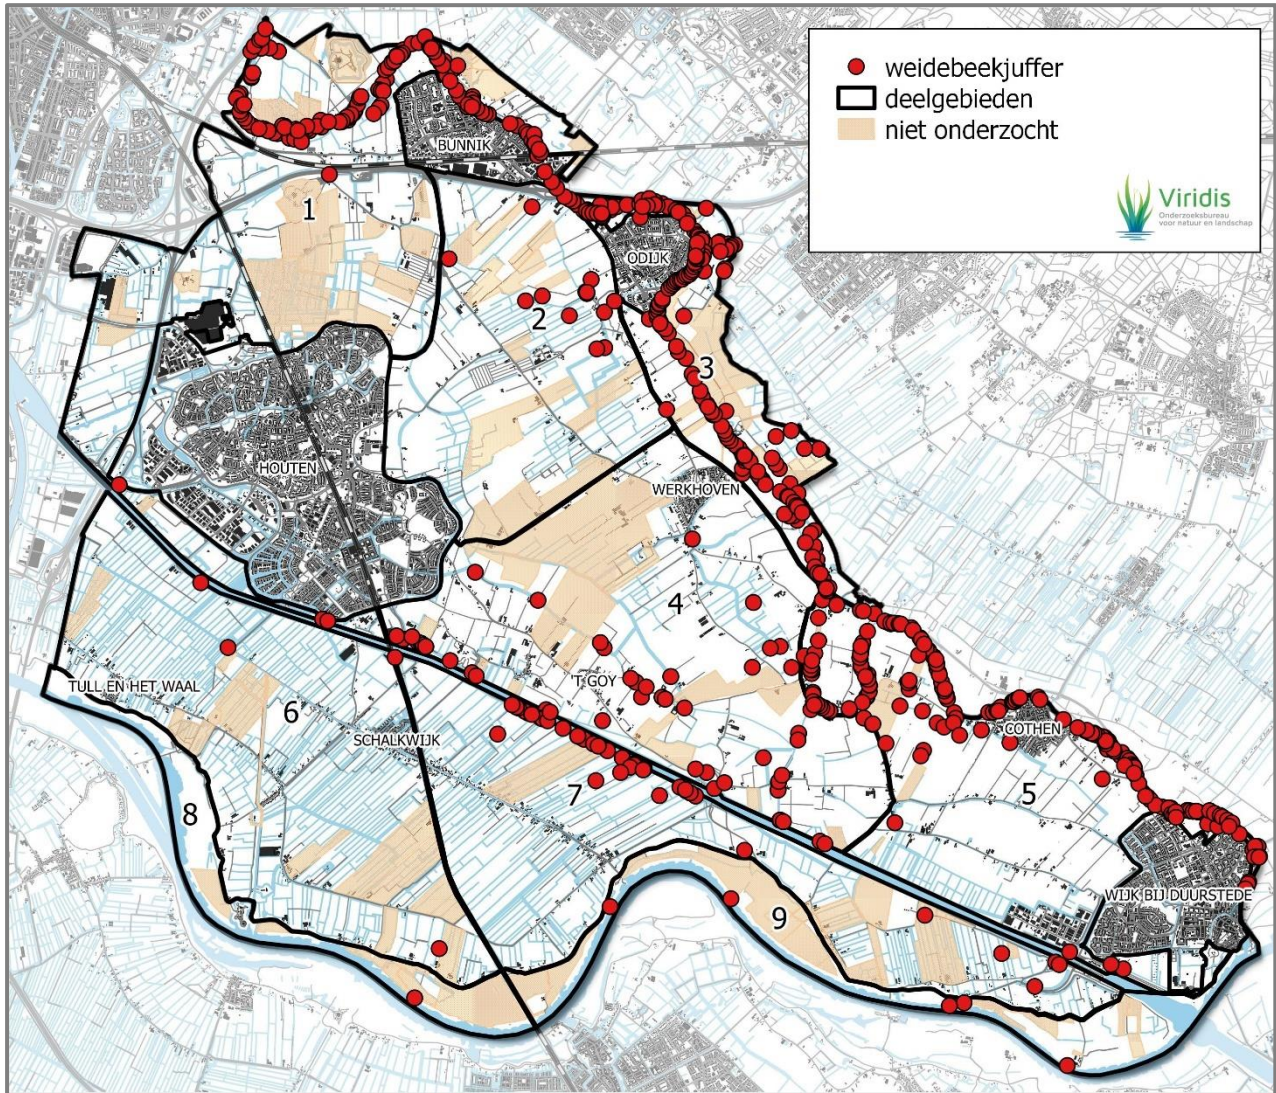 weidebeekjuffer
deelgebieden
niet onderzocht
Viridis
Onderzoeksbureau
voor natuur en landschap
BUNNIK
1
ODIJK
2
3
HOUTEN
WERKHOVEN
4
'T GOY
TULL EN HET WAAL
6
SCHALKWIJK
COTHEN
7
5
8
WIJK BIJ DUURSTEDE
9